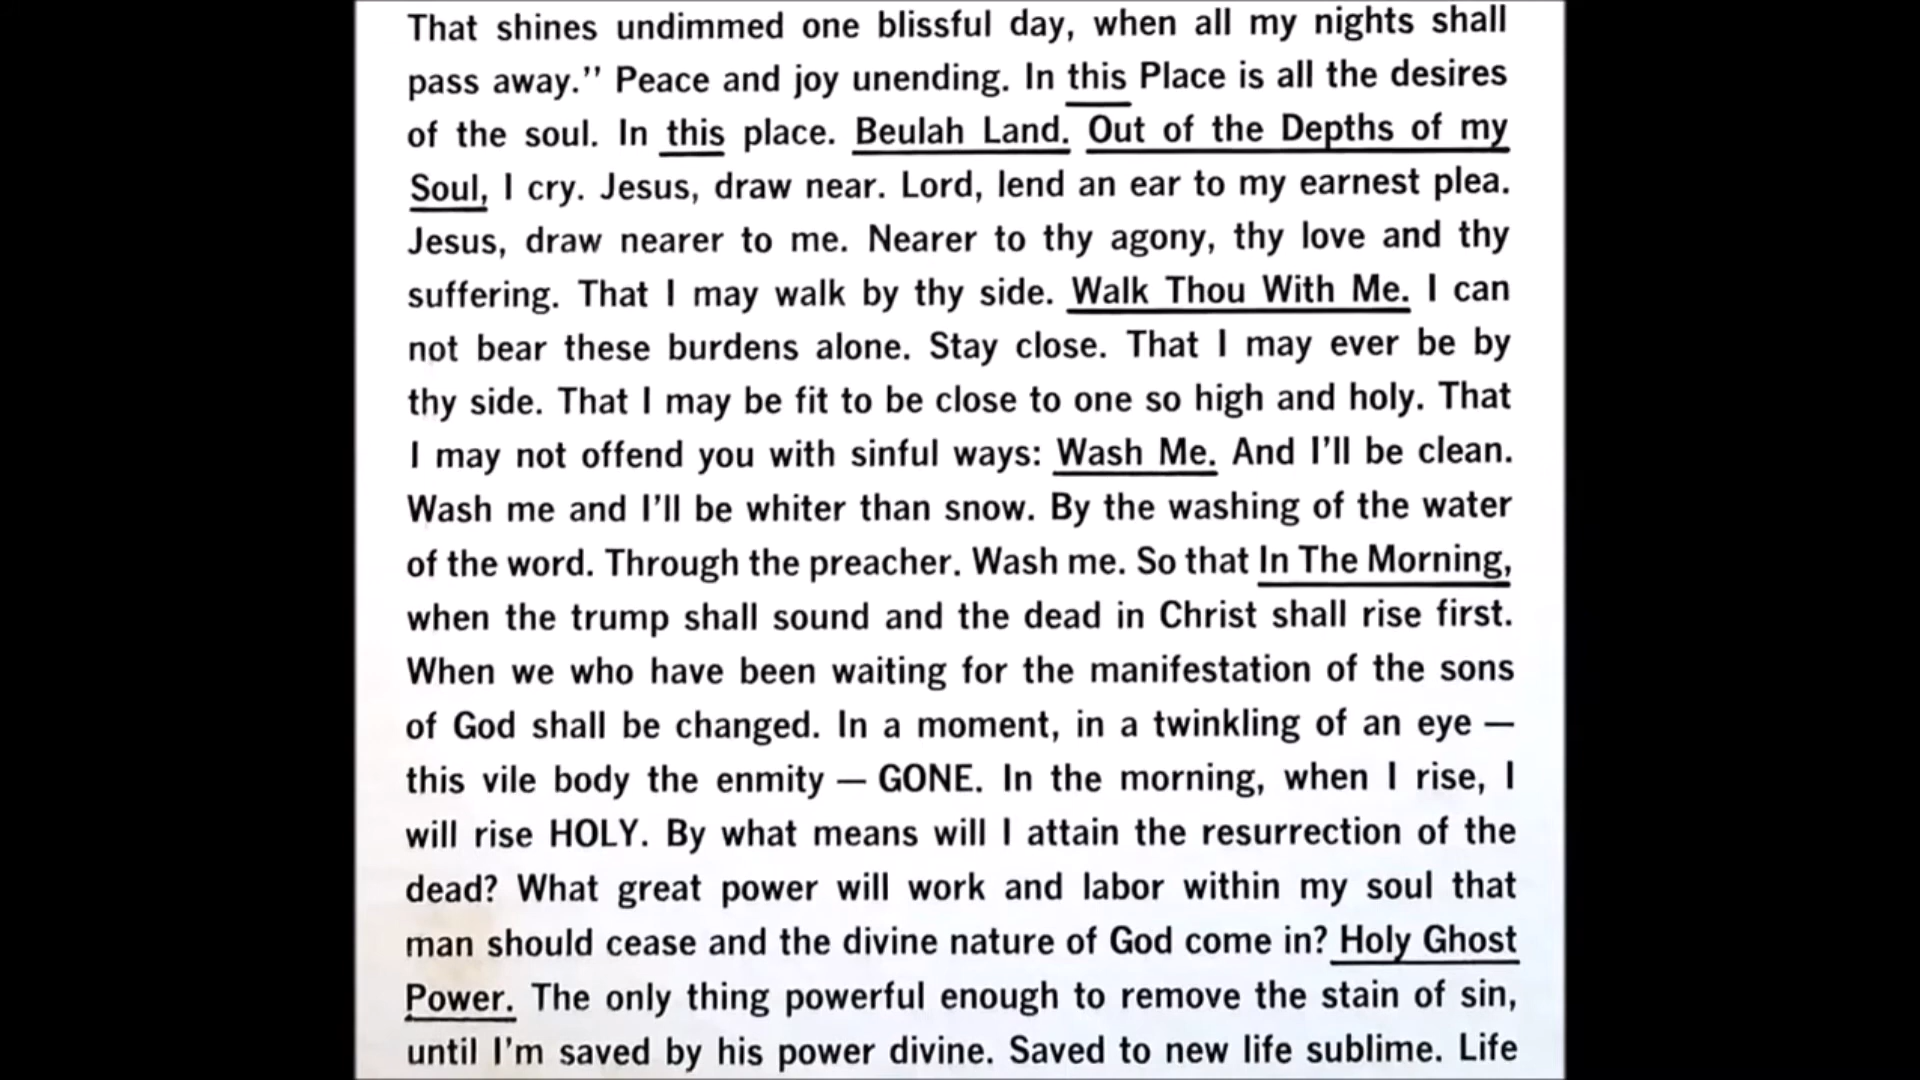 That shines undimmed one blissful day, when all my nights shall
pass away.” Peace and joy unending. In this Place is all the desires
of the soul. In this place. Beulah Land. Out of the Depths of my
Soul, I cry. Jesus, draw near. Lord, lend an ear to my earnest plea.
Jesus, draw nearer to me. Nearer to thy agony, thy love and thy
suffering. That I may walk by thy side. Walk Thou With Me. I can
not bear these burdens alone. Stay close. That I may ever be by
thy side. That I may be fit to be close to one so high and holy. That
I may not offend you with sinful ways: Wash Me. And I’ll be clean.
Wash me and I’ll be whiter than snow. By the washing of the water
of the word. Through the preacher. Wash me. So that In The Morning,
when the trump shall sound and the dead in Christ shall rise first.
When we who have been waiting for the manifestation of the sons
of God shall be changed. In a moment, in a twinkling of an eye —
this vile body the enmity — GONE. In the morning, when I rise, I
will rise HOLY. By what means will I attain the resurrection of the
dead? What great power will work and labor within my soul that
man should cease and the divine nature of God come in? Holy Ghost
Power. The only thing powerful enough to remove the stain of sin,
until I’m saved by his power divine. Saved to new life sublime. Life